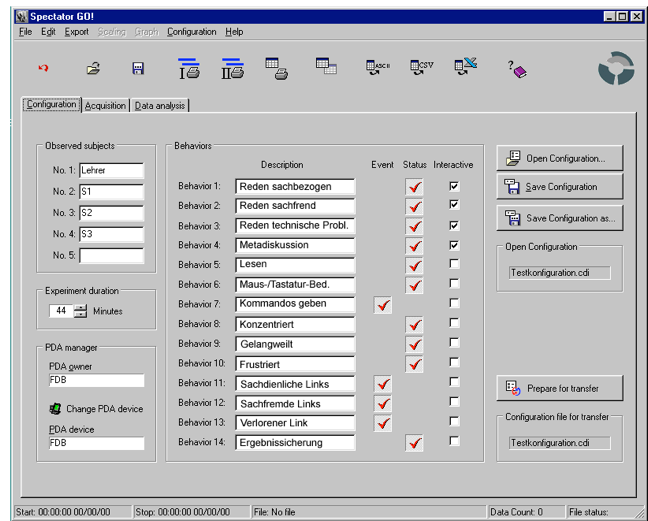 Spectator GO!
File Edit Export Scaling Graph Configuration Help
I II ASCII CSV ?
Configuration Acquisition Data analysis
Observed subjects
No. 1: Lehrer
No. 2: S1
No. 3: S2
No. 4: S3
No. 5:
Experiment duration
44 Minutes
PDA manager
PDA owner
FDB
Change PDA device
PDA device
FDB
Behaviors
Description Event Status Interactive
Behavior 1: Reden sachbezogen
Behavior 2: Reden sachfrend
Behavior 3: Reden technische Probl.
Behavior 4: Metadiskussion
Behavior 5: Lesen
Behavior 6: Maus-/Tastatur-Bed.
Behavior 7: Kommandos geben
Behavior 8: Konzentriert
Behavior 9: Gelangweilt
Behavior 10: Frustriert
Behavior 11: Sachdienliche Links
Behavior 12: Sachfremde Links
Behavior 13: Verlorener Link
Behavior 14: Ergebnissicherung
Open Configuration...
Save Configuration
Save Configuration as...
Open Configuration
Testkonfiguration.cdi
Prepare for transfer
Configuration file for transfer
Testkonfiguration.cdi
Start: 00:00:00 00/00/00 Stop: 00:00:00 00/00/00 File: No file Data Count: 0 File status: